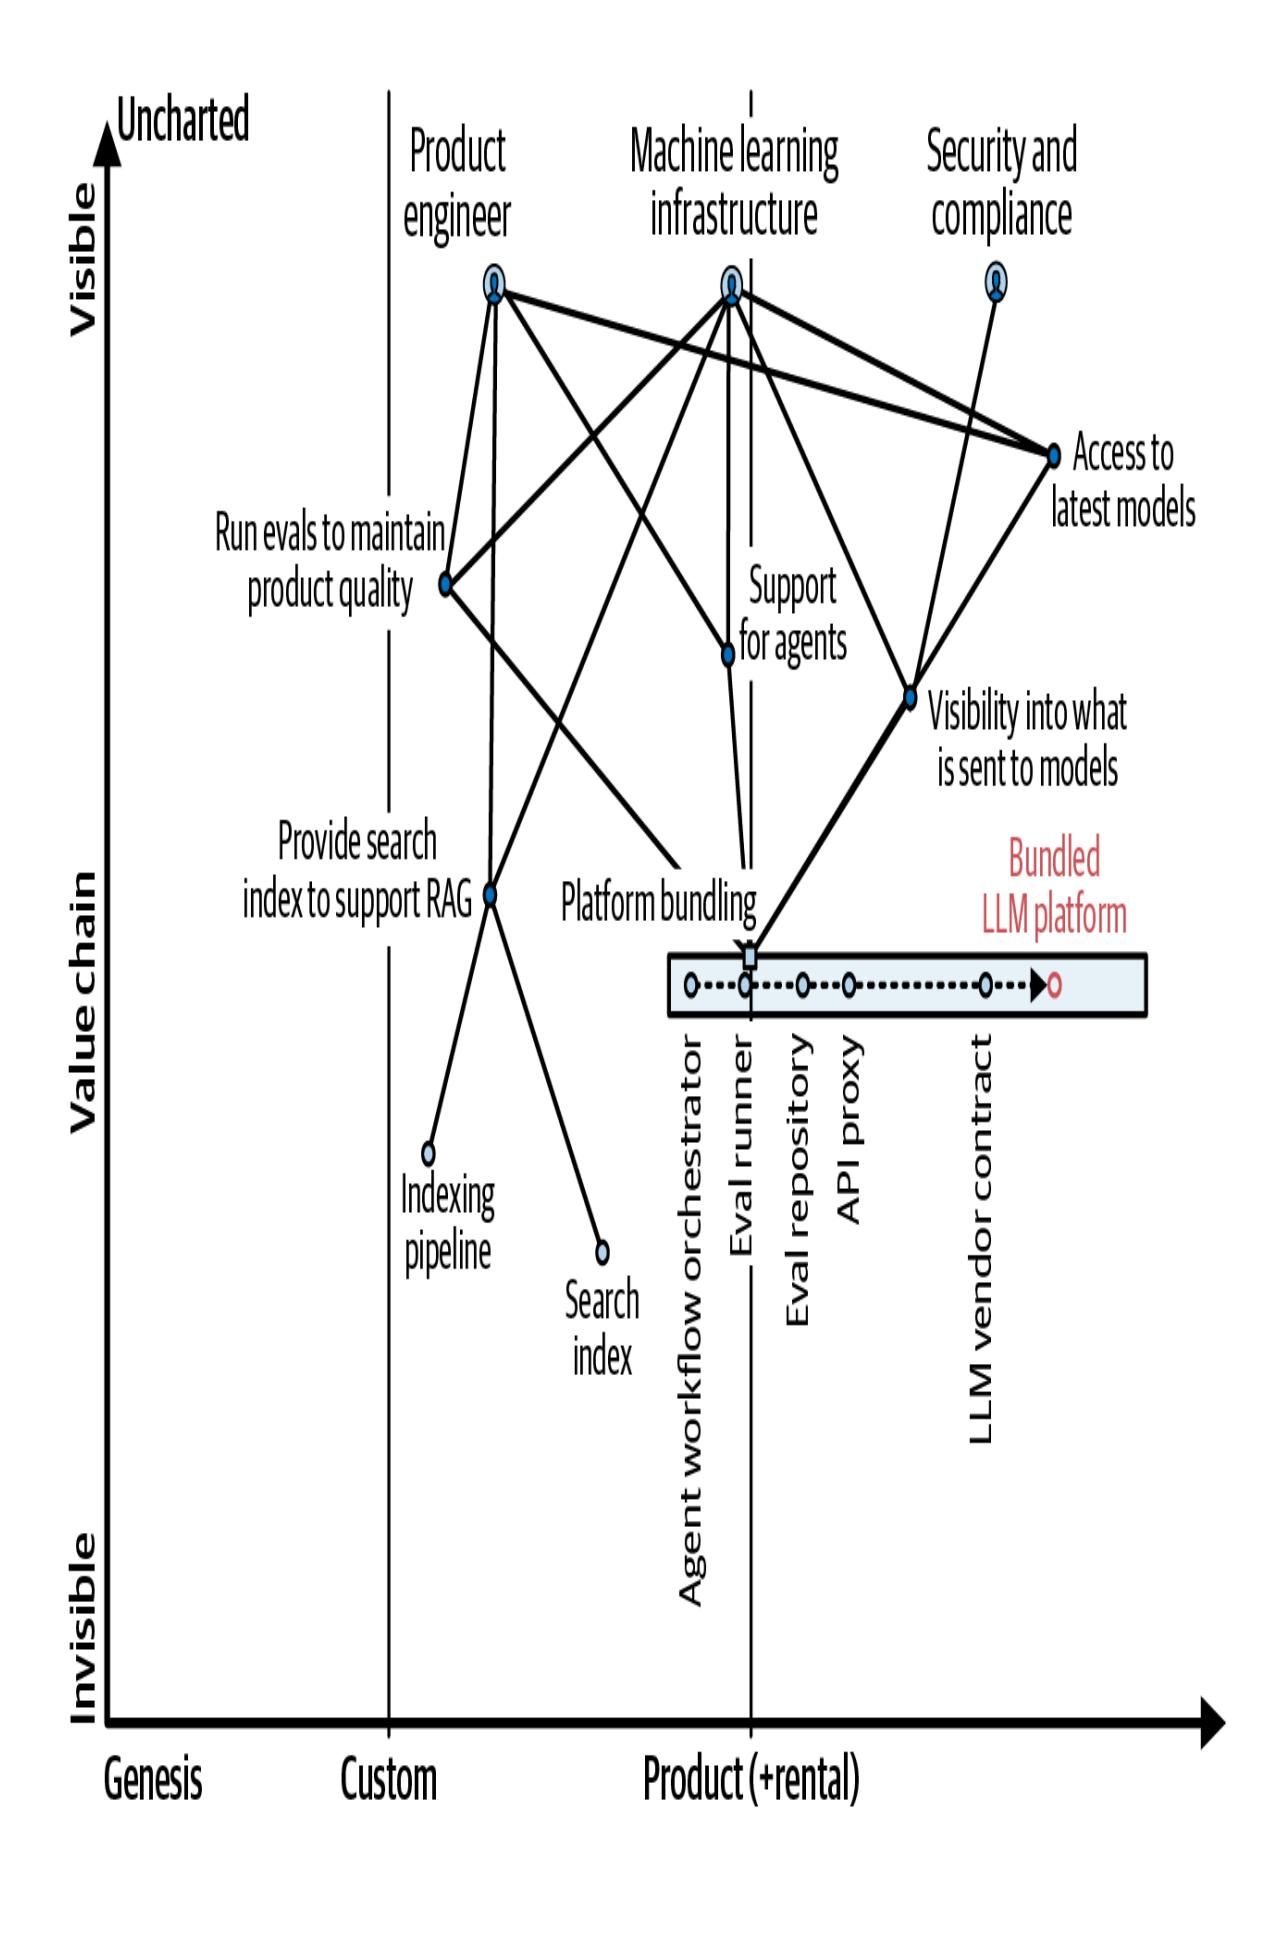 Uncharted
Visible
Value chain
Invisible
Product
engineer
Machine learning
infrastructure
Security and
compliance
Access to
latest models
Run evals to maintain
product quality
Support
for agents
Visibility into what
is sent to models
Provide search
index to support RAG
Platform bundling
Bundled
LLM platform
Agent workflow orchestrator
Eval runner
Eval repository
API proxy
LLM vendor contract
Indexing
pipeline
Search
index
Genesis
Custom
Product (+rental)